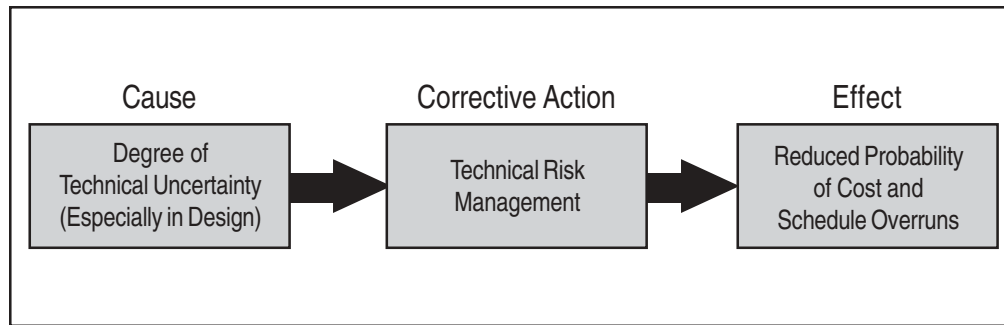 Cause
Degree of
Technical Uncertainty
(Especially in Design)
Corrective Action
Technical Risk
Management
Effect
Reduced Probability
of Cost and
Schedule Overruns